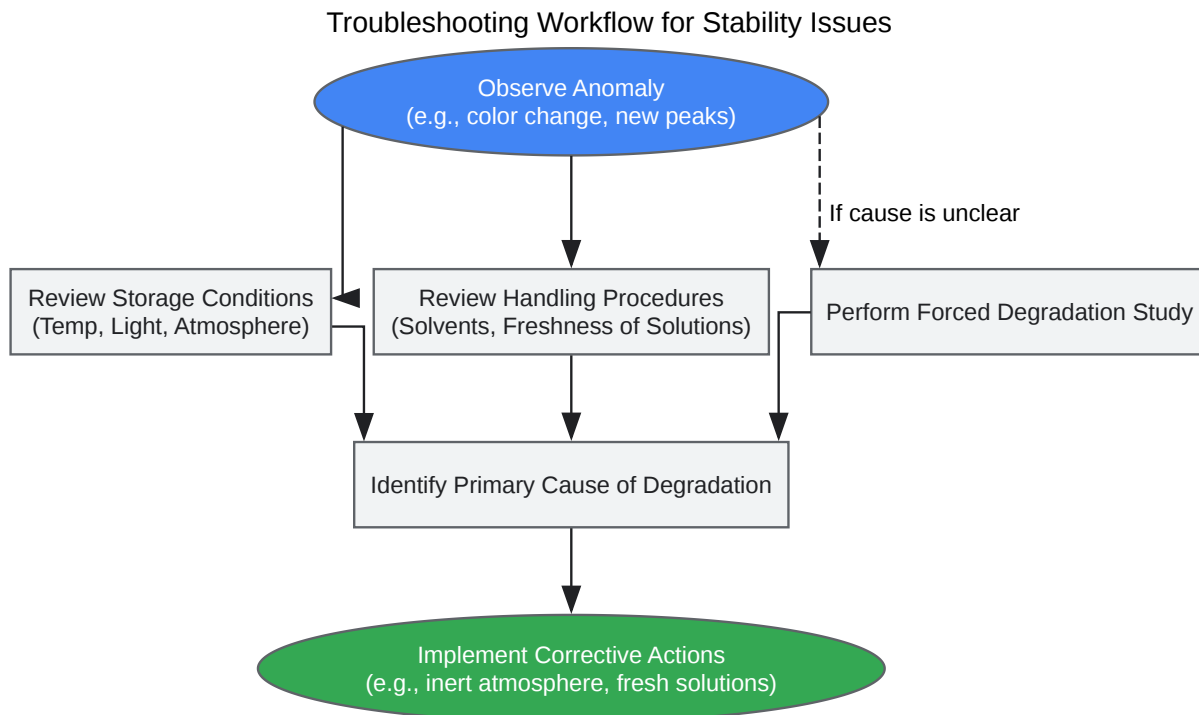 Troubleshooting Workflow for Stability Issues
Observe Anomaly
(e.g., color change, new peaks)
If cause is unclear
Review Storage Conditions
(Temp, Light, Atmosphere)
Review Handling Procedures
(Solvents, Freshness of Solutions)
Perform Forced Degradation Study
Identify Primary Cause of Degradation
Implement Corrective Actions
(e.g., inert atmosphere, fresh solutions)